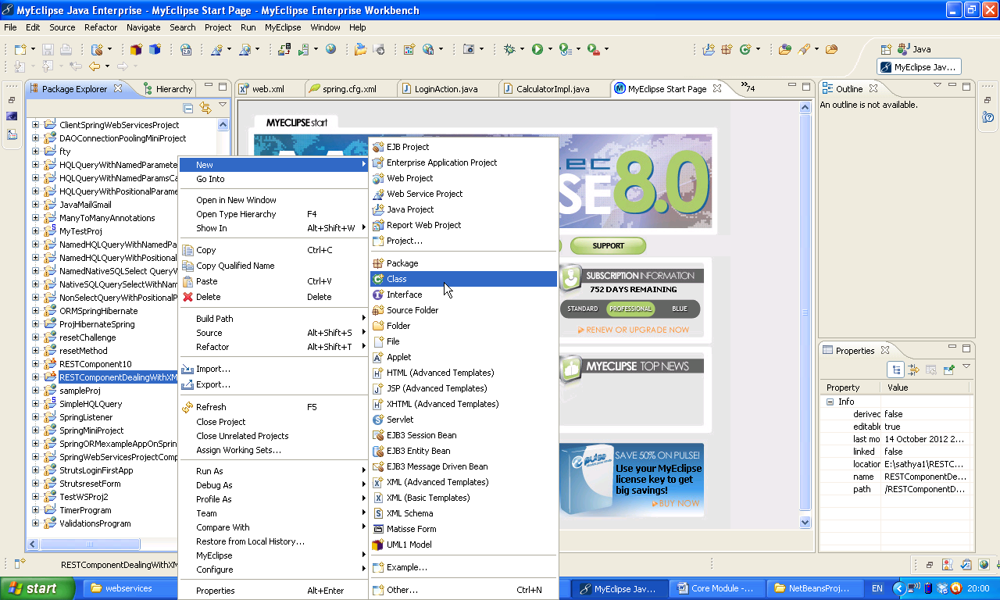 MyEclipse Java Enterprise - MyEclipse Start Page - MyEclipse Enterprise Workbench
File Edit Source Refactor Navigate Search Project Run MyEclipse Window Help
Java
MyEclipse Jav...
Package Explorer
Hierarchy
web.xml
spring.cfg.xml
LoginAction.java
CalculatorImpl.java
MyEclipse Start Page
74
Outline
An outline is not available.
ClientSpringWebServicesProject
DAOConnectionPoolingMiniProject
fty
HQLQueryWithNamedParamete
HQLQueryWithNamedParamsCa
HQLQueryWithPositionalParame
JavaMailGmail
ManyToManyAnnotations
MyTestProj
NamedHQLQueryWithNamedPa
NamedHQLQueryWithPositional
NamedNativeSQLSelect QueryW
NativeSQLQuerySelectWithNam
NonSelectQueryWithPositionalP
ORMSpringHibernate
ProjHibernateSpring
resetChallenge
resetMethod
RESTComponent10
RESTComponentDealingWithXM
sampleProj
SimpleHQLQuery
SpringListener
SpringMiniProject
SpringORMexampleAppOnSprin
SpringWebServicesProjectComp
StrutsLoginFirstApp
StrutsresetForm
TestWSProj2
TimerProgram
ValidationsProgram
New
Go Into
Open in New Window
Open Type Hierarchy F4
Show In Alt+Shift+W
Copy Ctrl+C
Copy Qualified Name
Paste Ctrl+V
Delete Delete
Build Path
Source Alt+Shift+S
Refactor Alt+Shift+T
Import...
Export...
Refresh F5
Close Project
Close Unrelated Projects
Assign Working Sets...
Run As
Debug As
Profile As
Team
Compare With
Restore from Local History...
MyEclipse
Configure
Properties Alt+Enter
EJB Project
Enterprise Application Project
Web Project
Web Service Project
Java Project
Report Web Project
Project...
Package
Class
Interface
Source Folder
Folder
File
Applet
HTML (Advanced Templates)
JSP (Advanced Templates)
XHTML (Advanced Templates)
Servlet
EJB3 Session Bean
EJB3 Entity Bean
EJB3 Message Driven Bean
XML (Advanced Templates)
XML (Basic Templates)
XML Schema
Matisse Form
UML1 Model
Example...
Other... Ctrl+N
MYECLIPSE start
SE 8.0
SUPPORT
SUBSCRIPTION INFORMATION
752 DAYS REMAINING
STANDARD PROFESSIONAL BLUE
RENEW OR UPGRADE NOW
MYECLIPSE TOP NEWS
SAVE 50% ON PULSE!
Use your MyEclipse
license key to get
big savings!
BUY NOW
Properties
Property Value
Info
derivec false
editable true
last mo 14 October 2012 2...
linked false
location E:\sathya1\RESTC...
name RESTComponentDe...
path /RESTComponentD...
RESTComponentDealingWithXM
start
webservices
MyEclipse Jav...
Core Module -...
NetBeansProj...
EN
20:00